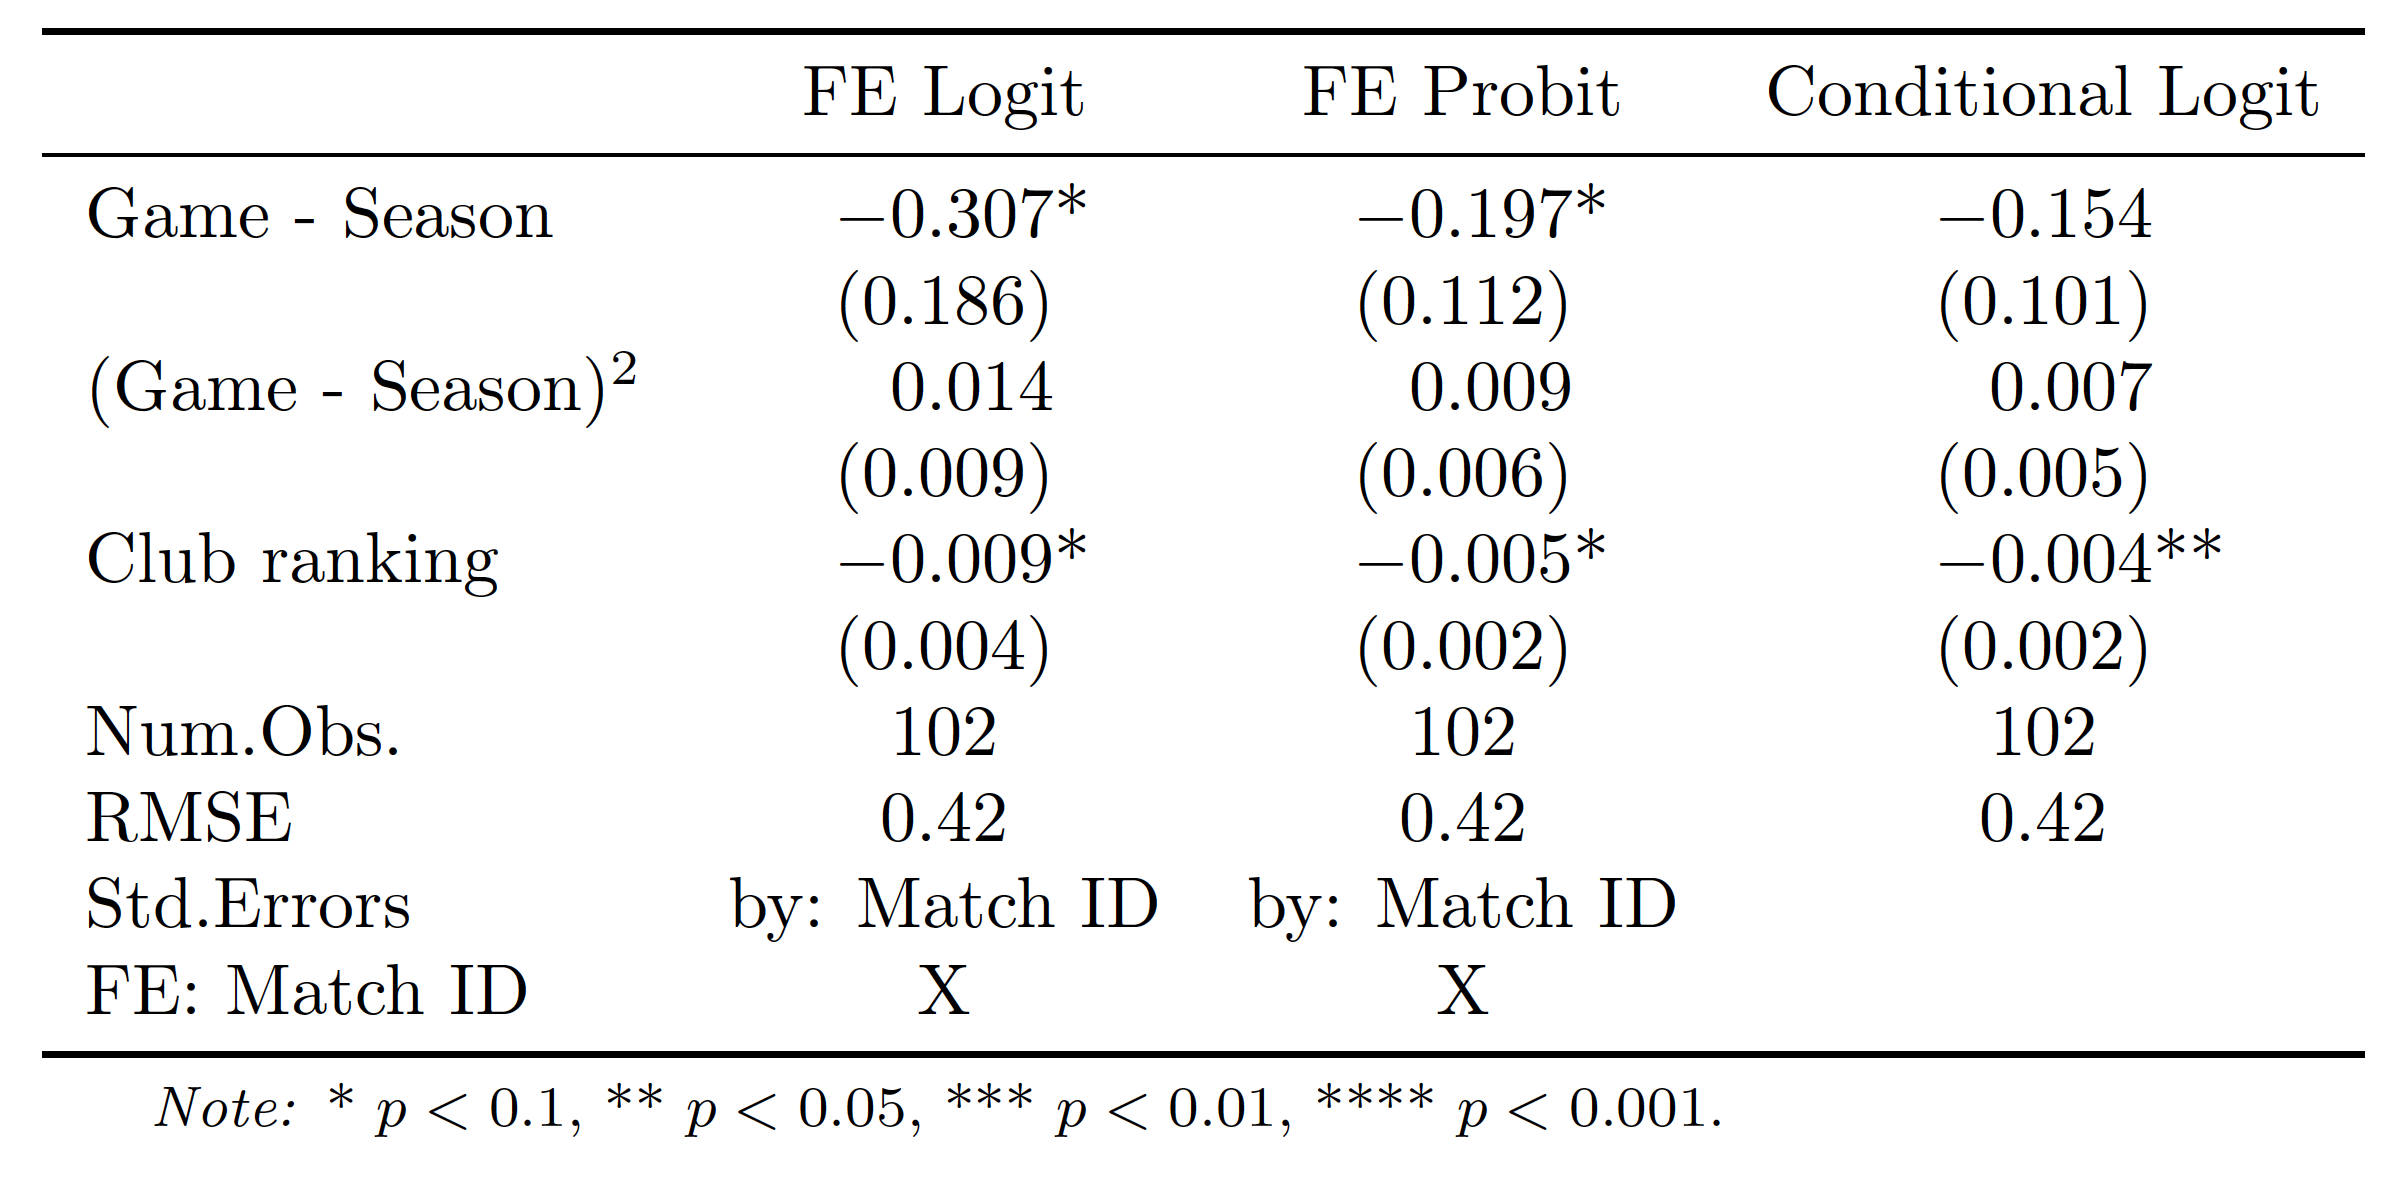 FE Logit FE Probit Conditional Logit
Game - Season −0.307* −0.197* −0.154
(0.186) (0.112) (0.101)
(Game - Season)² 0.014 0.009 0.007
(0.009) (0.006) (0.005)
Club ranking −0.009* −0.005* −0.004**
(0.004) (0.002) (0.002)
Num.Obs. 102 102 102
RMSE 0.42 0.42 0.42
Std.Errors by: Match ID by: Match ID
FE: Match ID X X
Note: * p < 0.1, ** p < 0.05, *** p < 0.01, **** p < 0.001.